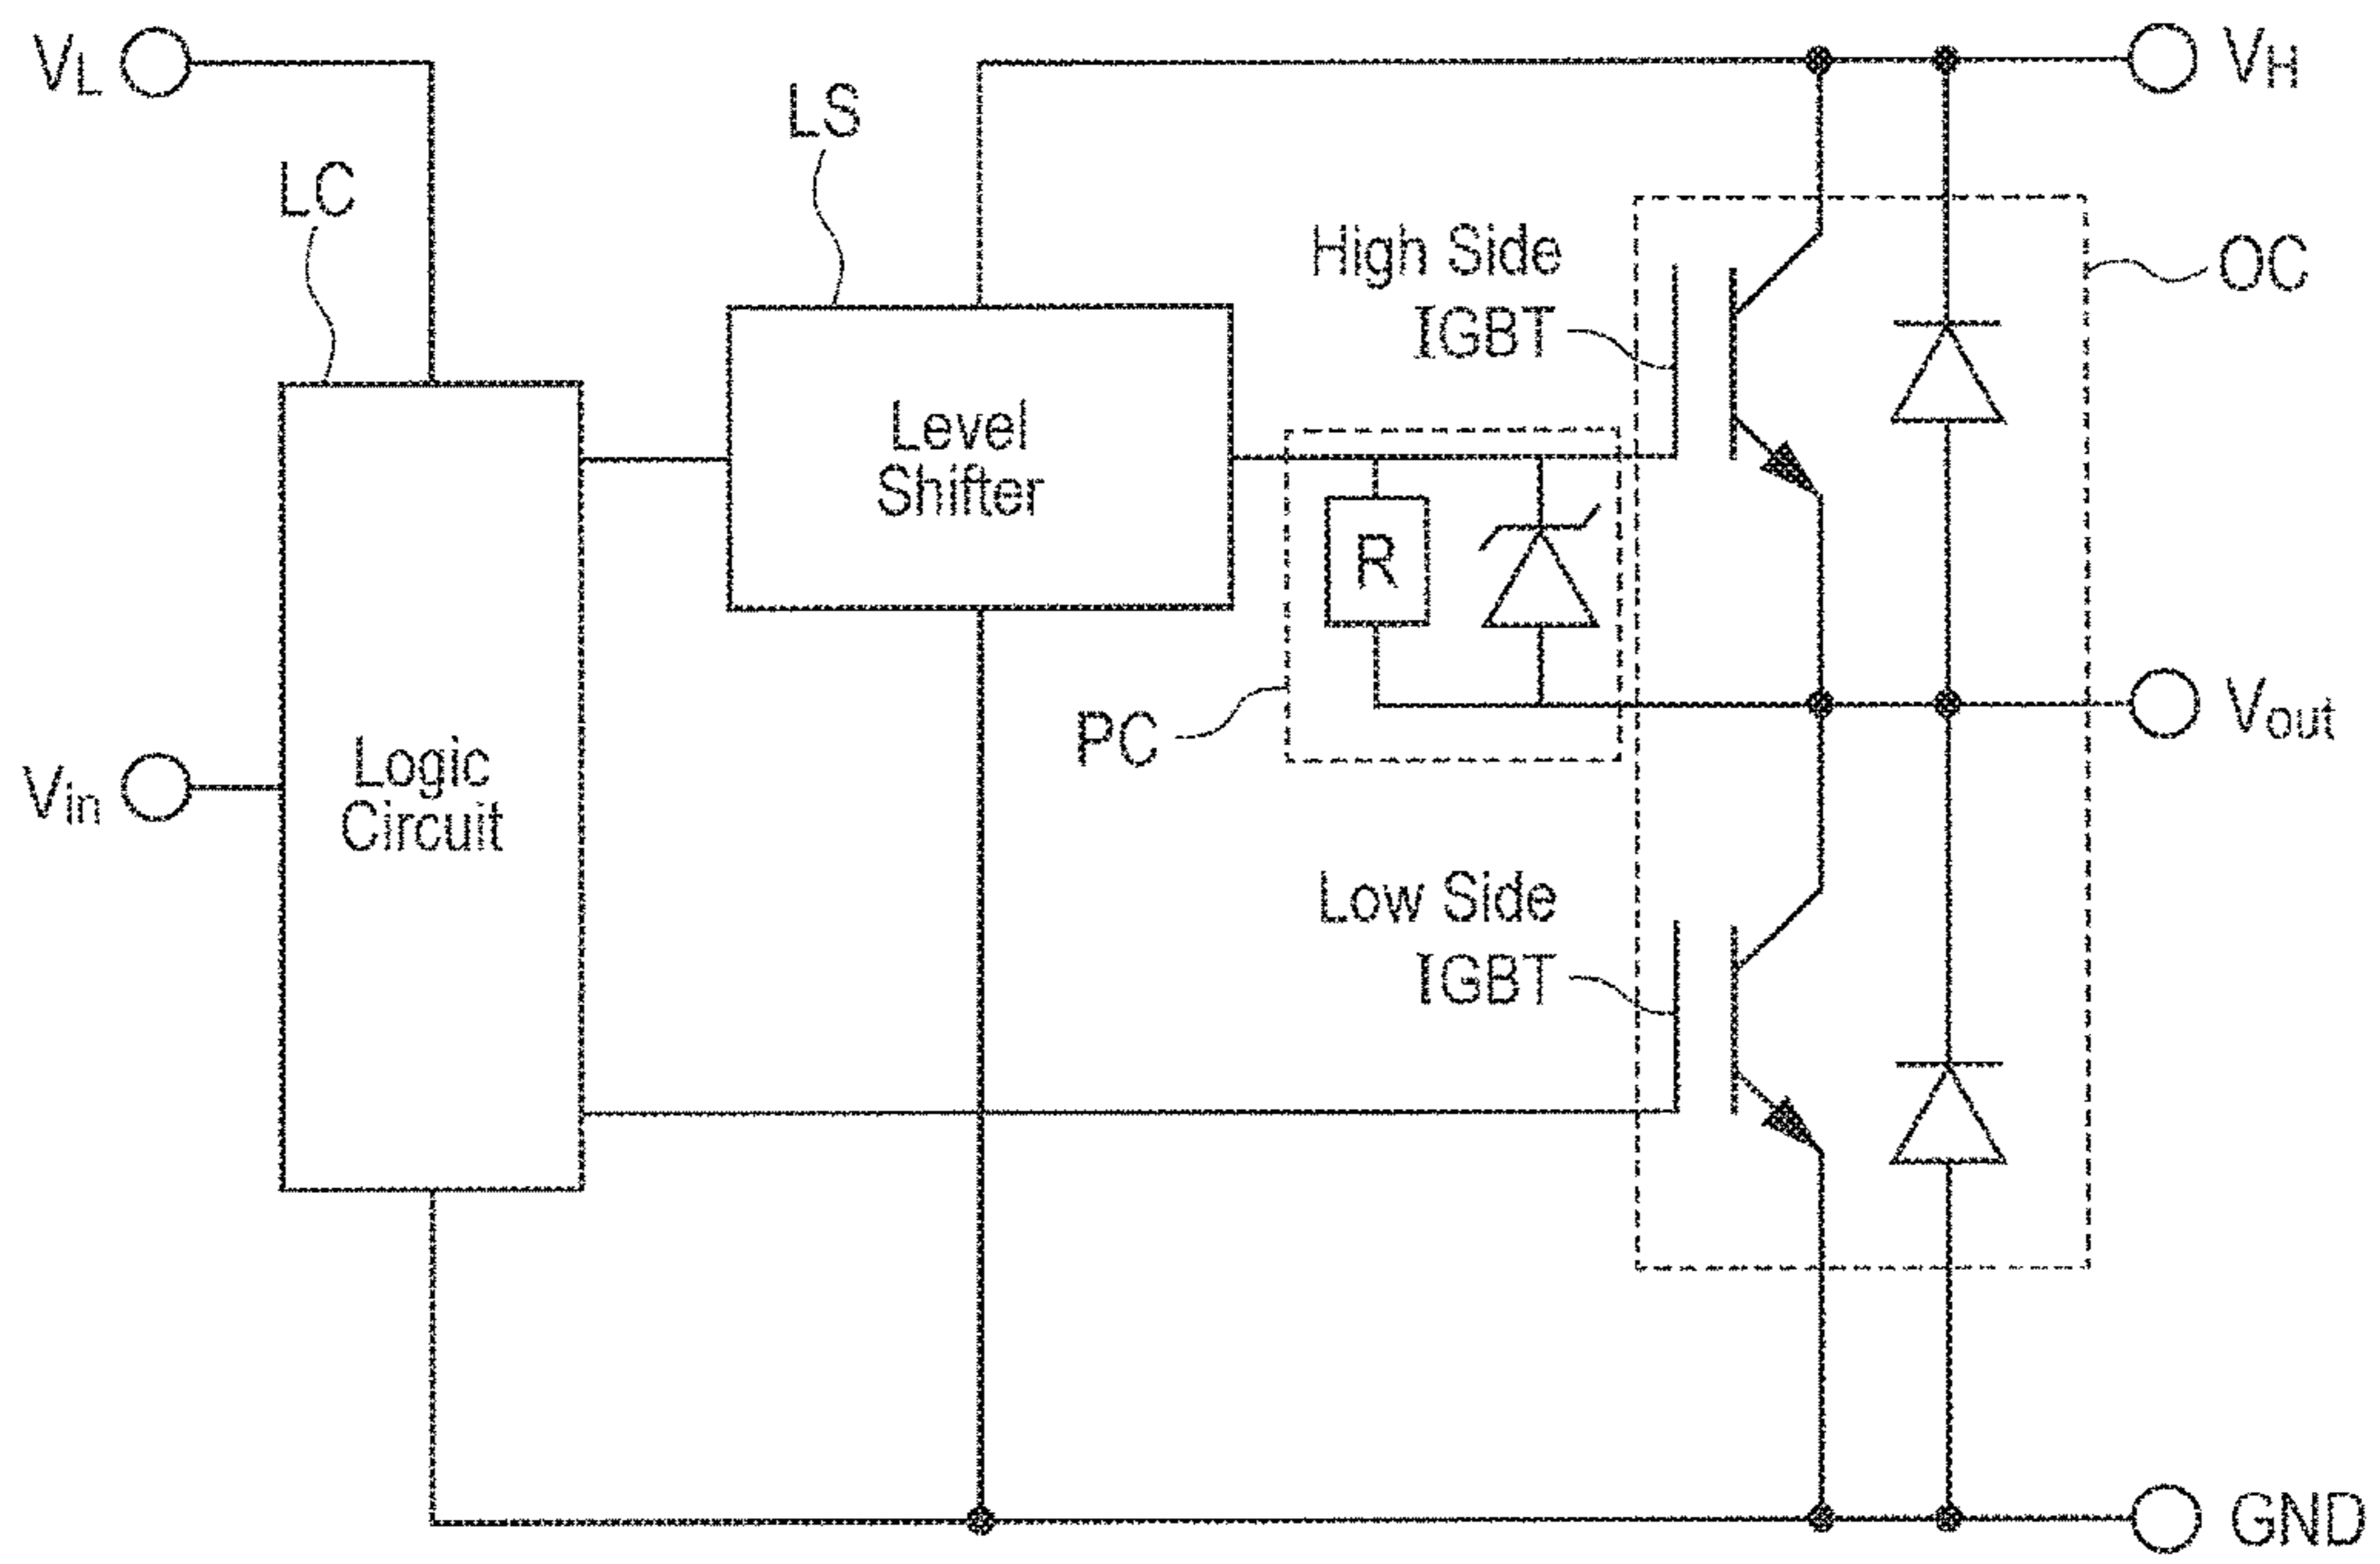 VL
VH
LS
LC
High Side
IGBT
OC
Level
Shifter
R
PC
Vout
Logic
Circuit
Vin
Low Side
IGBT
GND